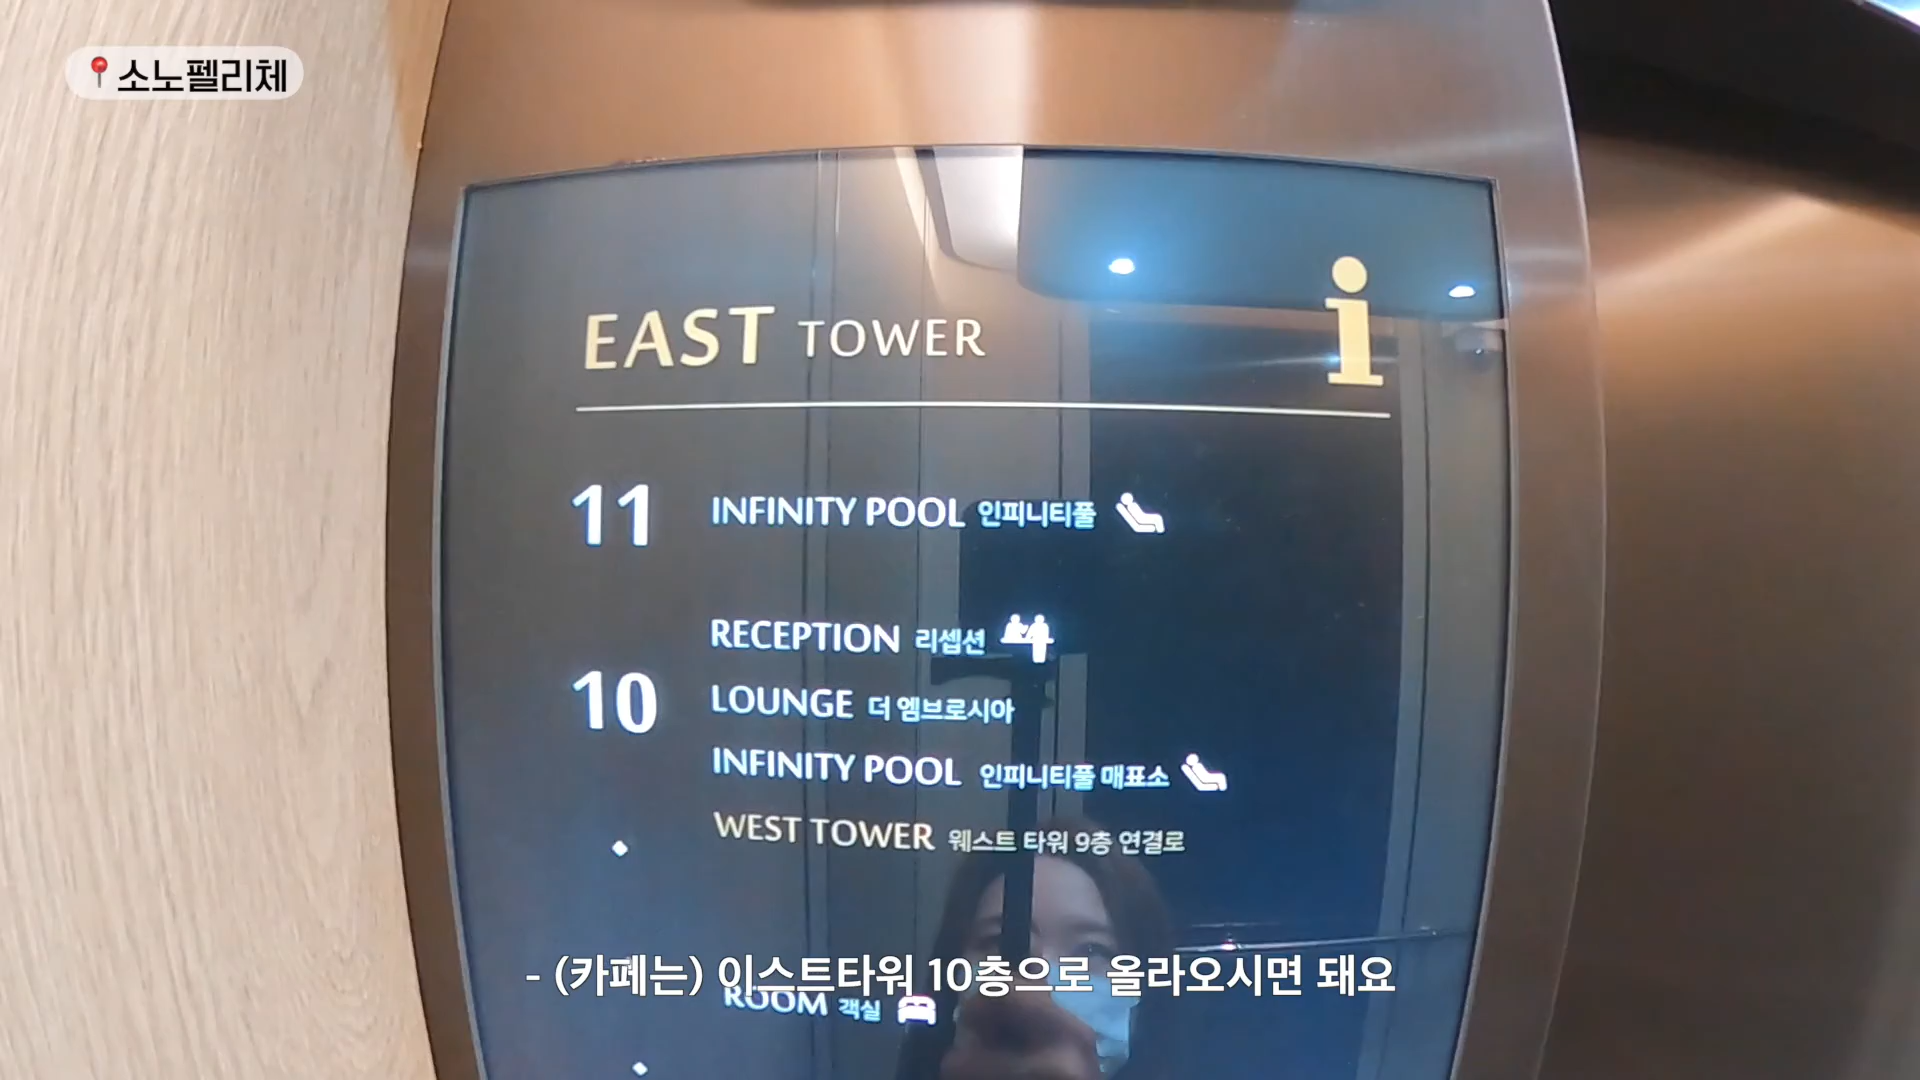 소노펠리체
EAST TOWER
11 INFINITY POOL 인피니티풀
RECEPTION 리셉션
10 LOUNGE 더 엠브로시아
INFINITY POOL 인피니티풀 매표소
WEST TOWER 웨스트 타워 9층 연결로
- (카페는) 이스트타워 10층으로 올라오시면 돼요
ROOM 객실